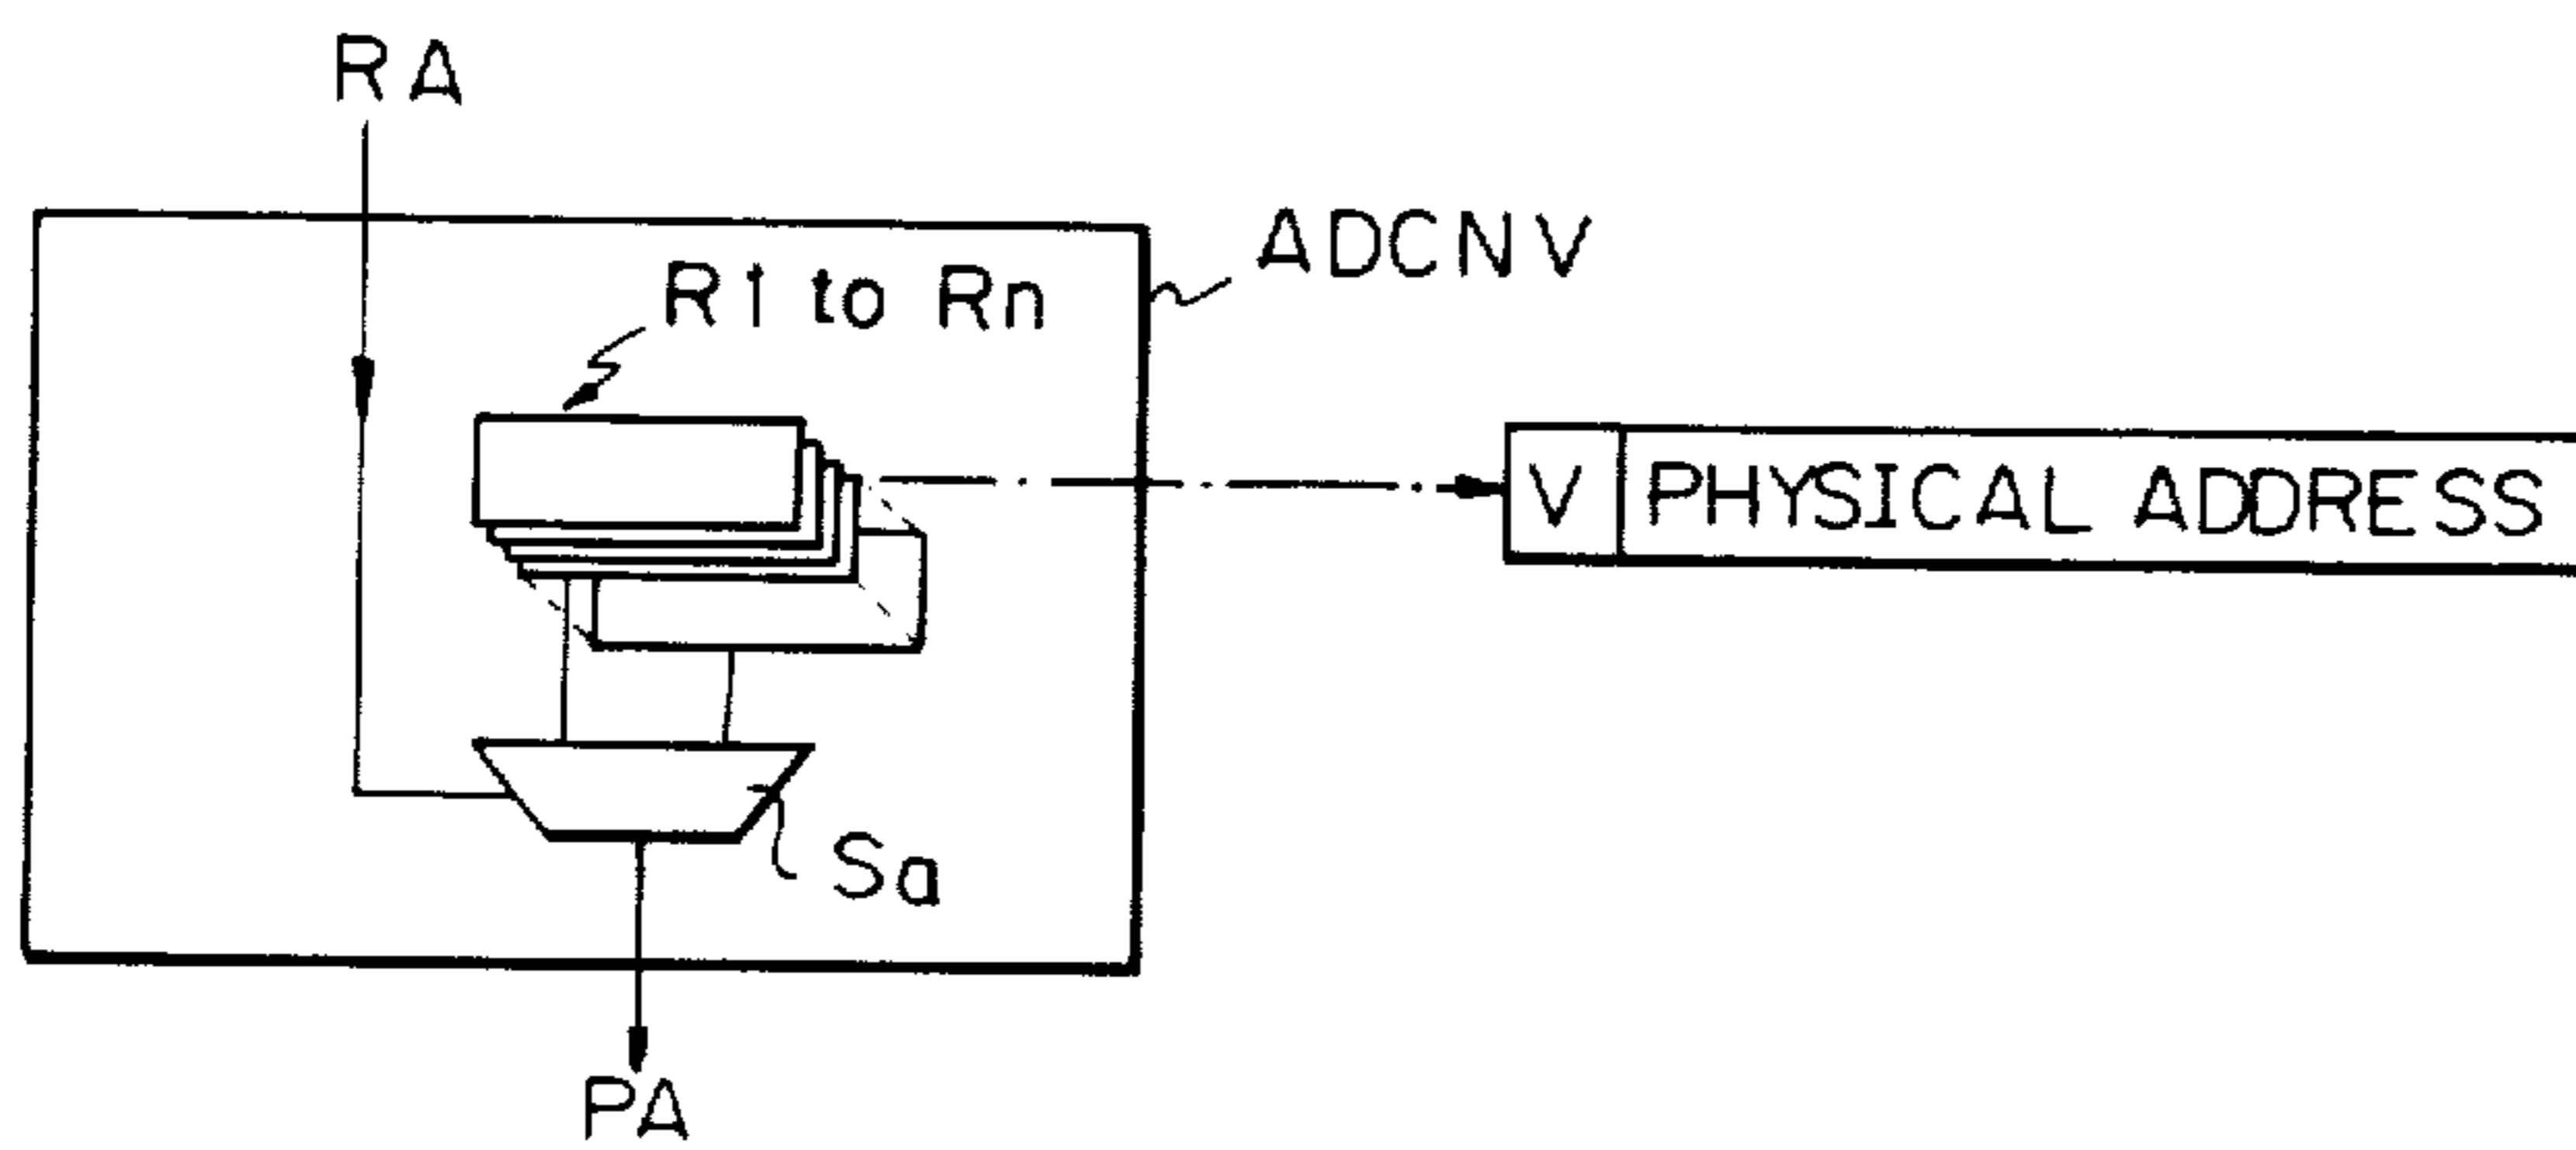 RA
ADCNV
R1 to Rn
V PHYSICAL ADDRESS
Sa
PA